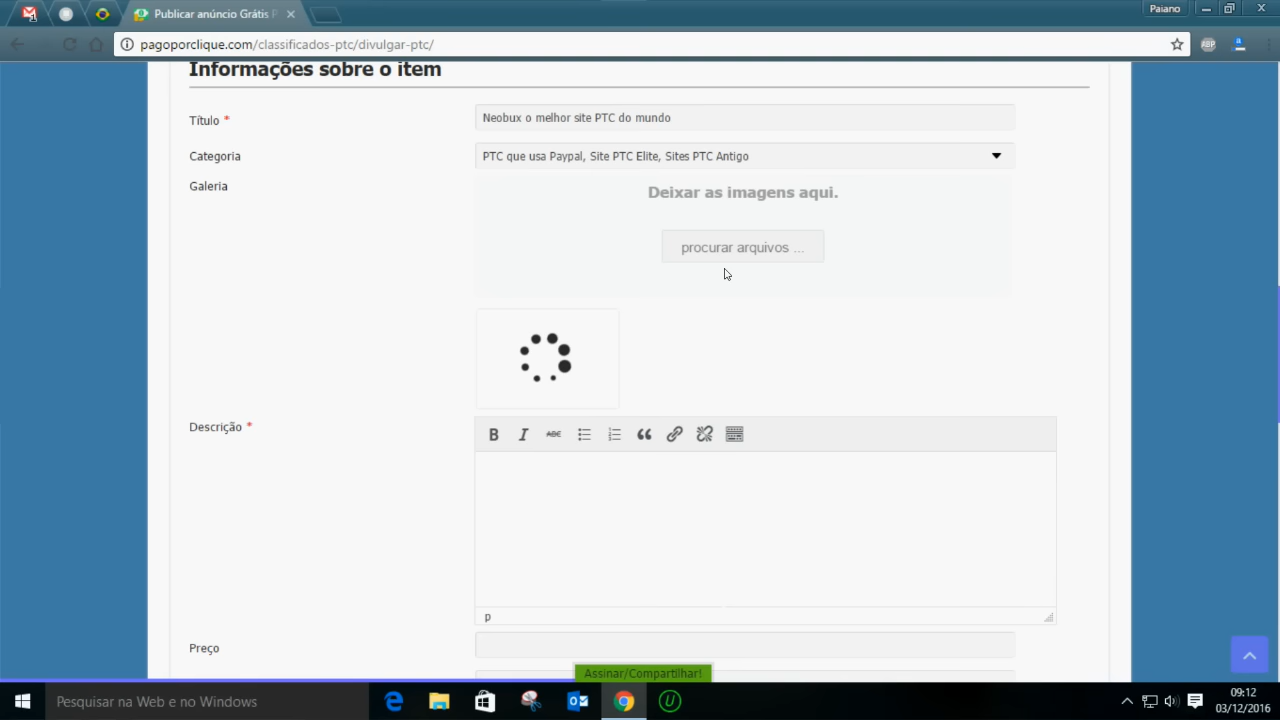 Publicar anúncio Grátis P
Paiano
pagoporclique.com/classificados-ptc/divulgar-ptc/
ABP
Informações sobre o item
Título *
Neobux o melhor site PTC do mundo
Categoria
PTC que usa Paypal, Site PTC Elite, Sites PTC Antigo
Galeria
Deixar as imagens aqui.
procurar arquivos ...
Descrição *
B I ABC
p
Preço
Assinar/Compartilhar!
Pesquisar na Web e no Windows
09:12
03/12/2016